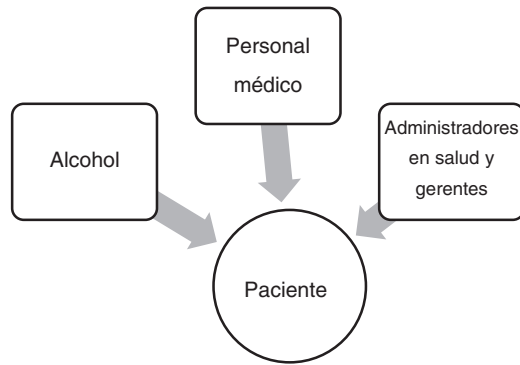 Personal
médico
Alcohol
Administradores
en salud y
gerentes
Paciente